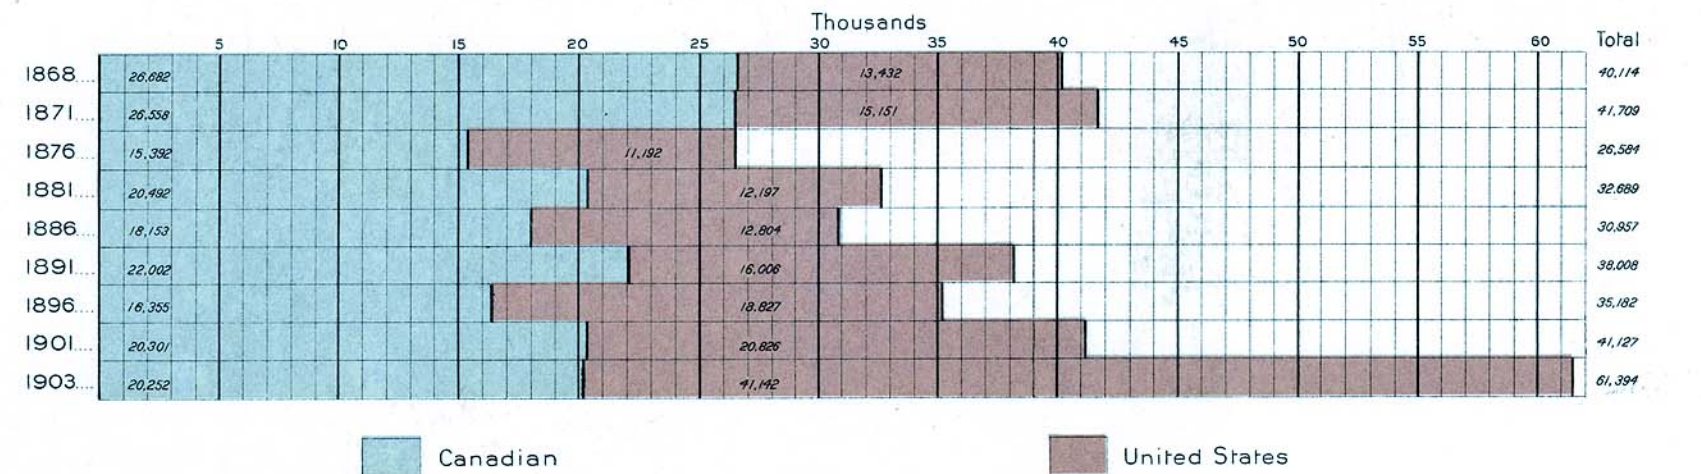 Thousands
5 10 15 20 25 30 35 40 45 50 55 60 Total
1868.... 26,682 13,432 40,114
1871.... 26,558 15,151 41,709
1876.... 15,392 11,192 26,584
1881.... 20,492 12,197 32,689
1886.... 18,153 12,804 30,957
1891.... 22,002 16,006 38,008
1896.... 16,355 18,827 35,182
1901.... 20,301 20,826 41,127
1903.... 20,252 41,142 61,394
Canadian United States